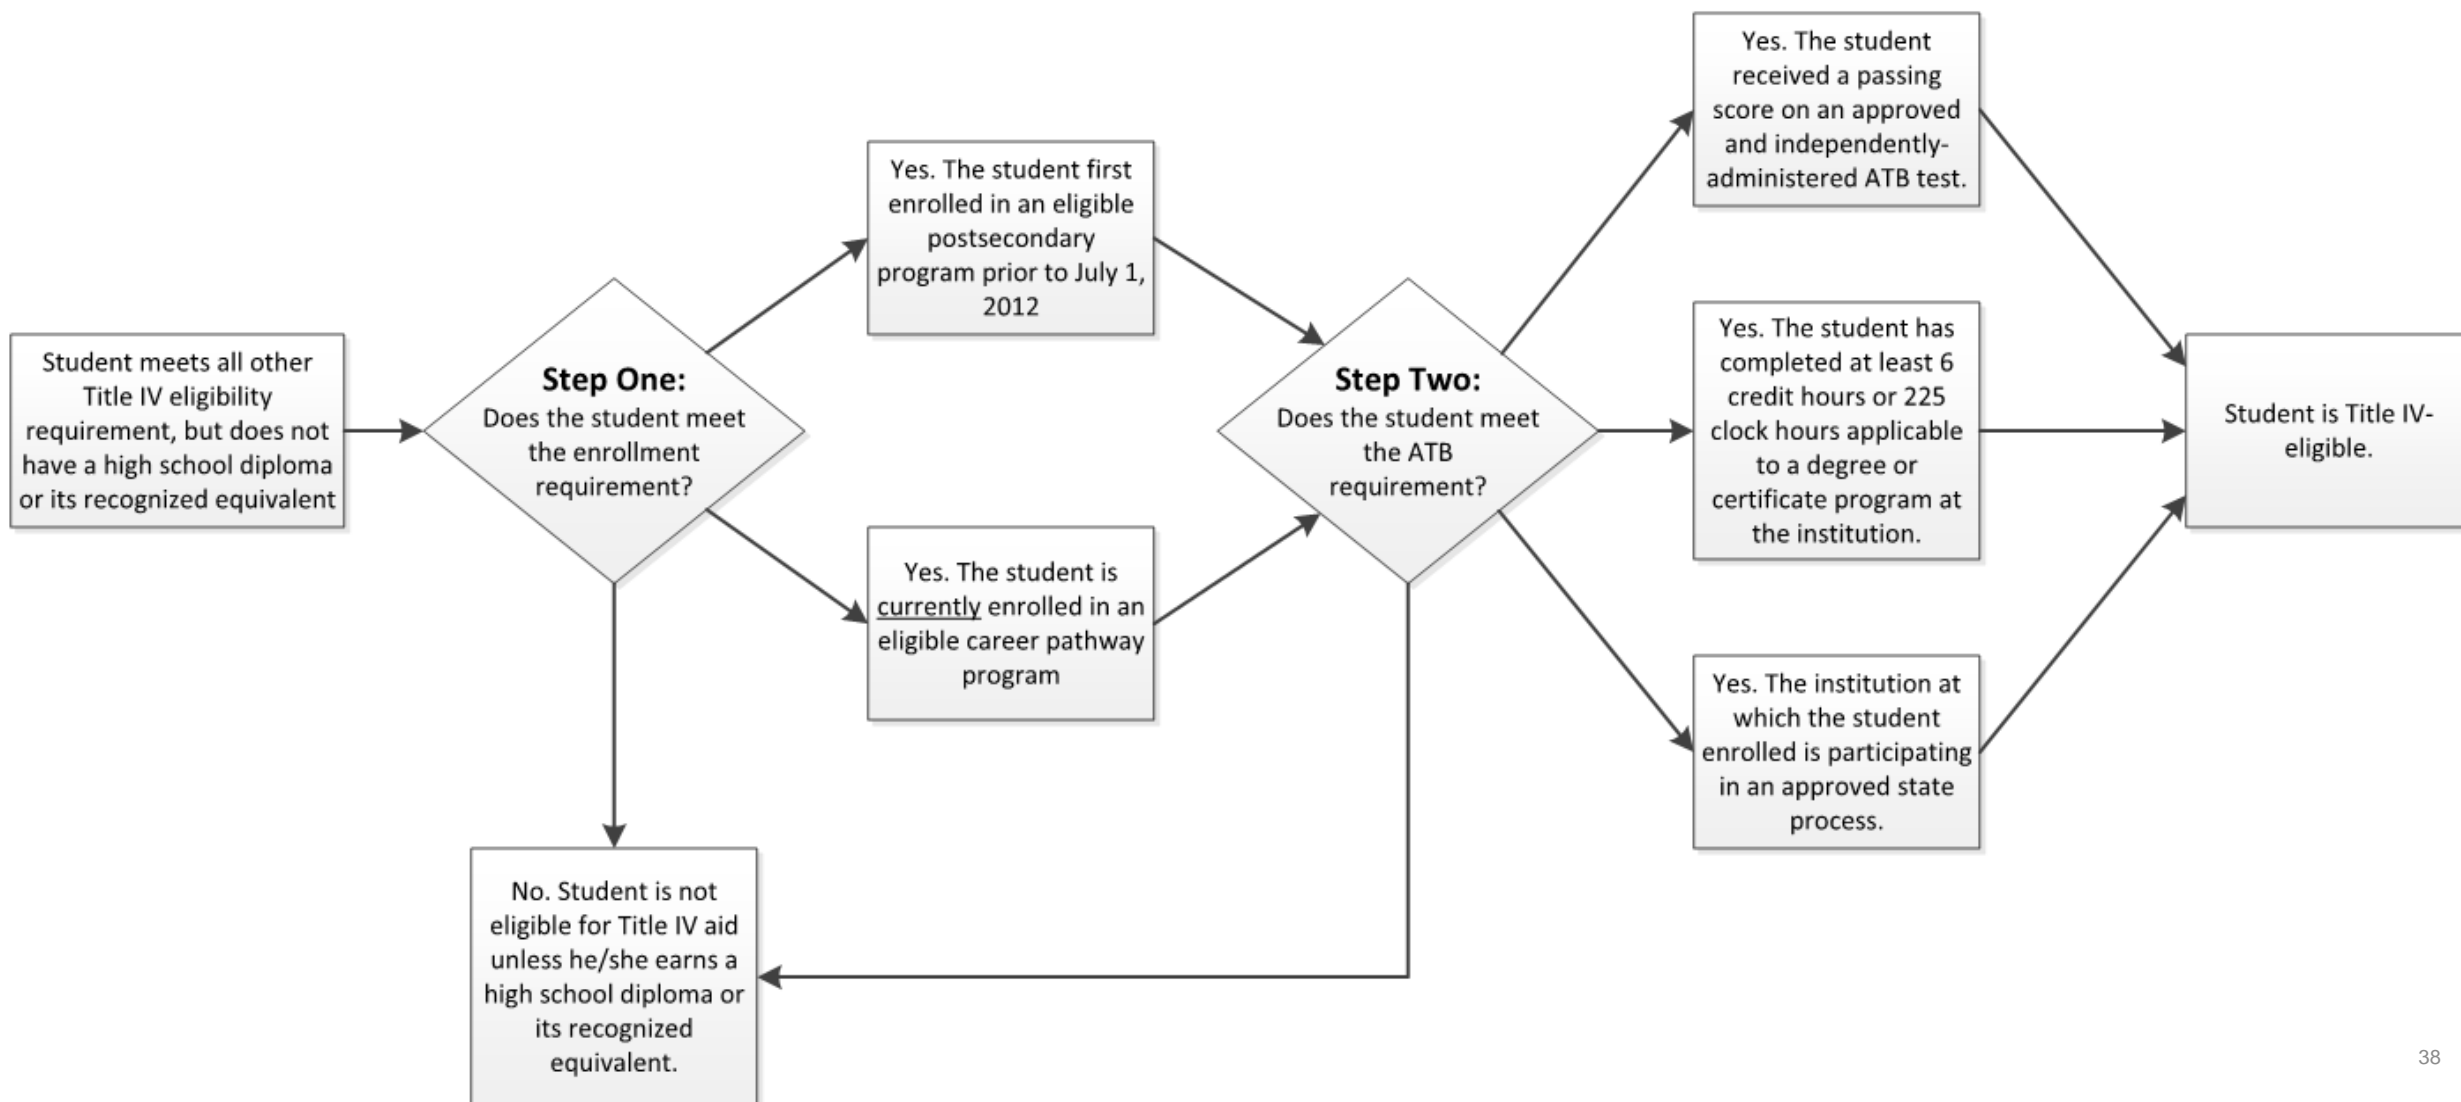 Student meets all other
Title IV eligibility
requirement, but does not
have a high school diploma
or its recognized equivalent
Step One:
Does the student meet
the enrollment
requirement?
Yes. The student first
enrolled in an eligible
postsecondary
program prior to July 1,
2012
Yes. The student is
currently enrolled in an
eligible career pathway
program
No. Student is not
eligible for Title IV aid
unless he/she earns a
high school diploma or
its recognized
equivalent.
Step Two:
Does the student meet
the ATB
requirement?
Yes. The student
received a passing
score on an approved
and independently-
administered ATB test.
Yes. The student has
completed at least 6
credit hours or 225
clock hours applicable
to a degree or
certificate program at
the institution.
Yes. The institution at
which the student
enrolled is participating
in an approved state
process.
Student is Title IV-
eligible.
38